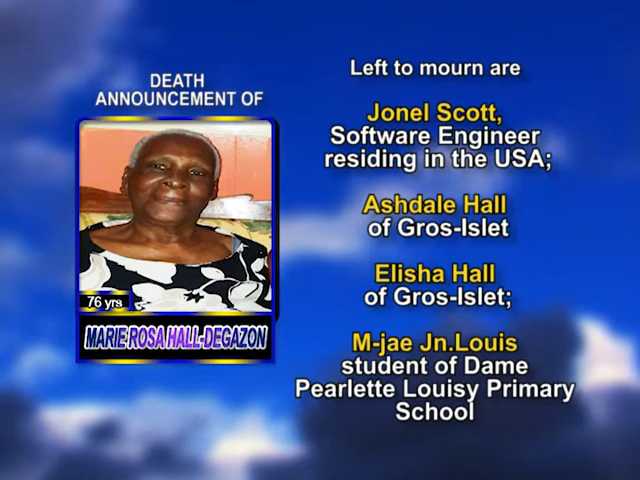 DEATH
ANNOUNCEMENT OF
76 yrs
MARIE ROSA HALL-DEGAZON
Left to mourn are
Jonel Scott,
Software Engineer
residing in the USA;
Ashdale Hall
of Gros-Islet
Elisha Hall
of Gros-Islet;
M-jae Jn.Louis
student of Dame
Pearlette Louisy Primary
School